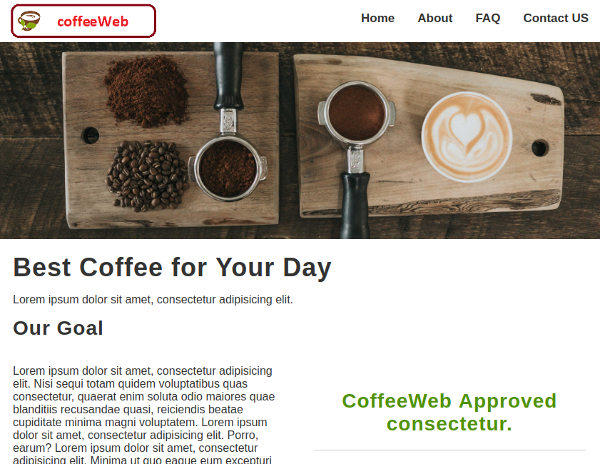 coffeeWeb
Home About FAQ Contact US
Best Coffee for Your Day
Lorem ipsum dolor sit amet, consectetur adipisicing elit.
Our Goal
Lorem ipsum dolor sit amet, consectetur adipisicing
elit. Nisi sequi totam quidem voluptatibus quas
consectetur, quaerat enim soluta odio maiores quae
blanditiis recusandae quasi, reiciendis beatae
cupiditate minima magni voluptatem. Lorem ipsum
dolor sit amet, consectetur adipisicing elit. Porro,
earum? Lorem ipsum dolor sit amet, consectetur
adipisicing elit. Minima ut quo eaque eum excepturi
CoffeeWeb Approved
consectetur.